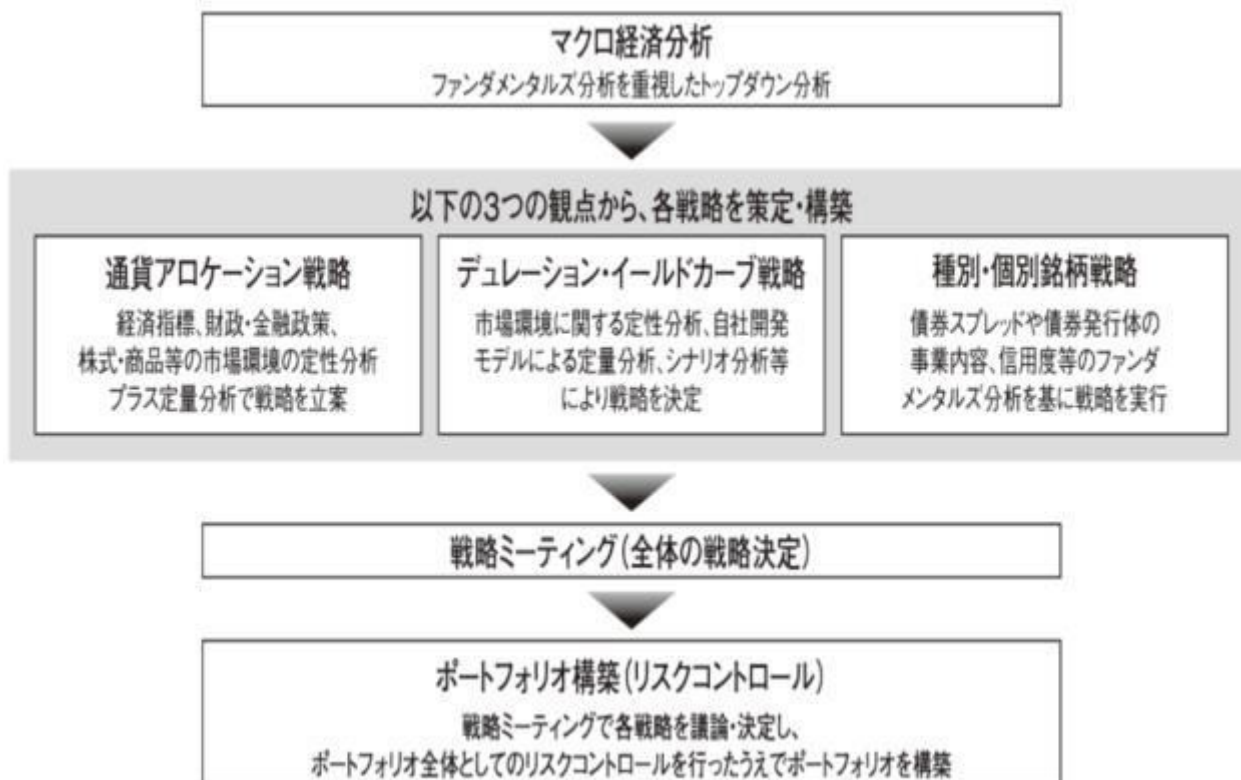 マクロ経済分析
ファンダメンタルズ分析を重視したトップダウン分析
以下の3つの観点から、各戦略を策定・構築
通貨アロケーション戦略
経済指標、財政・金融政策、
株式・商品等の市場環境の定性分析
プラス定量分析で戦略を立案
デュレーション・イールドカーブ戦略
市場環境に関する定性分析、自社開発
モデルによる定量分析、シナリオ分析等
により戦略を決定
種別・個別銘柄戦略
債券スプレッドや債券発行体の
事業内容、信用度等のファンダ
メンタルズ分析を基に戦略を実行
戦略ミーティング(全体の戦略決定)
ポートフォリオ構築(リスクコントロール)
戦略ミーティングで各戦略を議論・決定し、
ポートフォリオ全体としてのリスクコントロールを行ったうえでポートフォリオを構築